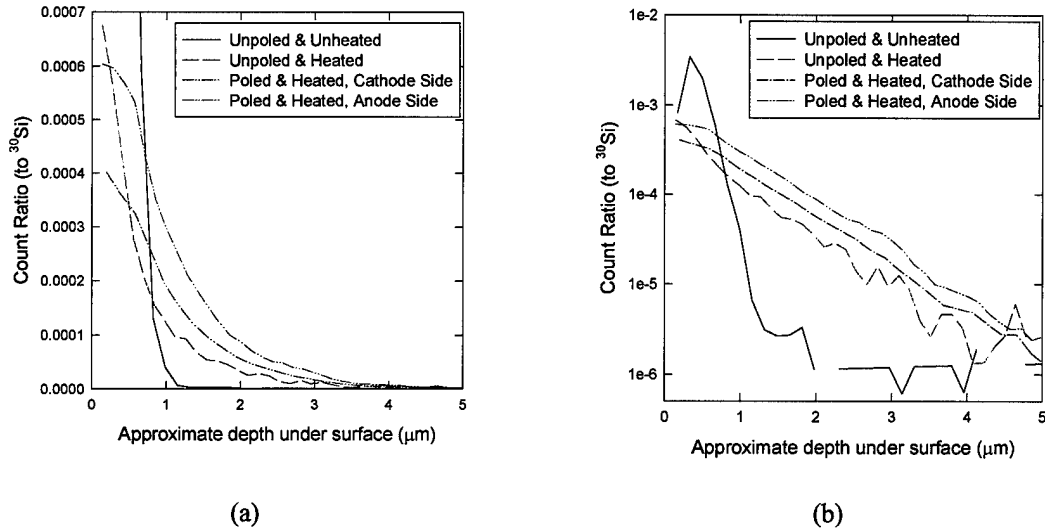 0.0007
0.0006
0.0005
0.0004
0.0003
0.0002
0.0001
0.0000
Count Ratio (to ³⁰Si)
Unpoled & Unheated
Unpoled & Heated
Poled & Heated, Cathode Side
Poled & Heated, Anode Side
0 1 2 3 4 5
Approximate depth under surface (μm)
(a)
1e-2
1e-3
1e-4
1e-5
1e-6
Count Ratio (to ³⁰Si)
Unpoled & Unheated
Unpoled & Heated
Poled & Heated, Cathode Side
Poled & Heated, Anode Side
0 1 2 3 4 5
Approximate depth under surface (μm)
(b)